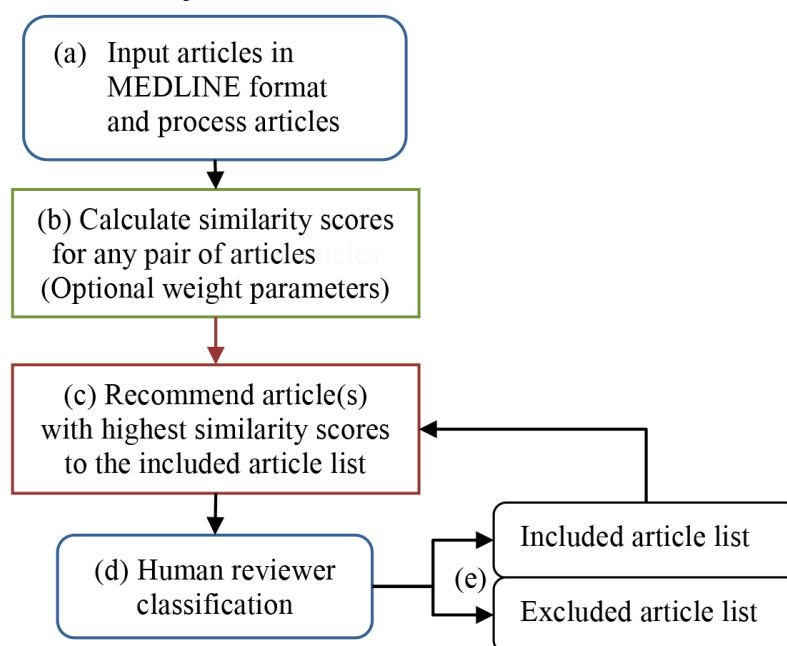 (a) Input articles in
MEDLINE format
and process articles
(b) Calculate similarity scores
for any pair of articles
(Optional weight parameters)
(c) Recommend article(s)
with highest similarity scores
to the included article list
(d) Human reviewer
classification
(e)
Included article list
Excluded article list